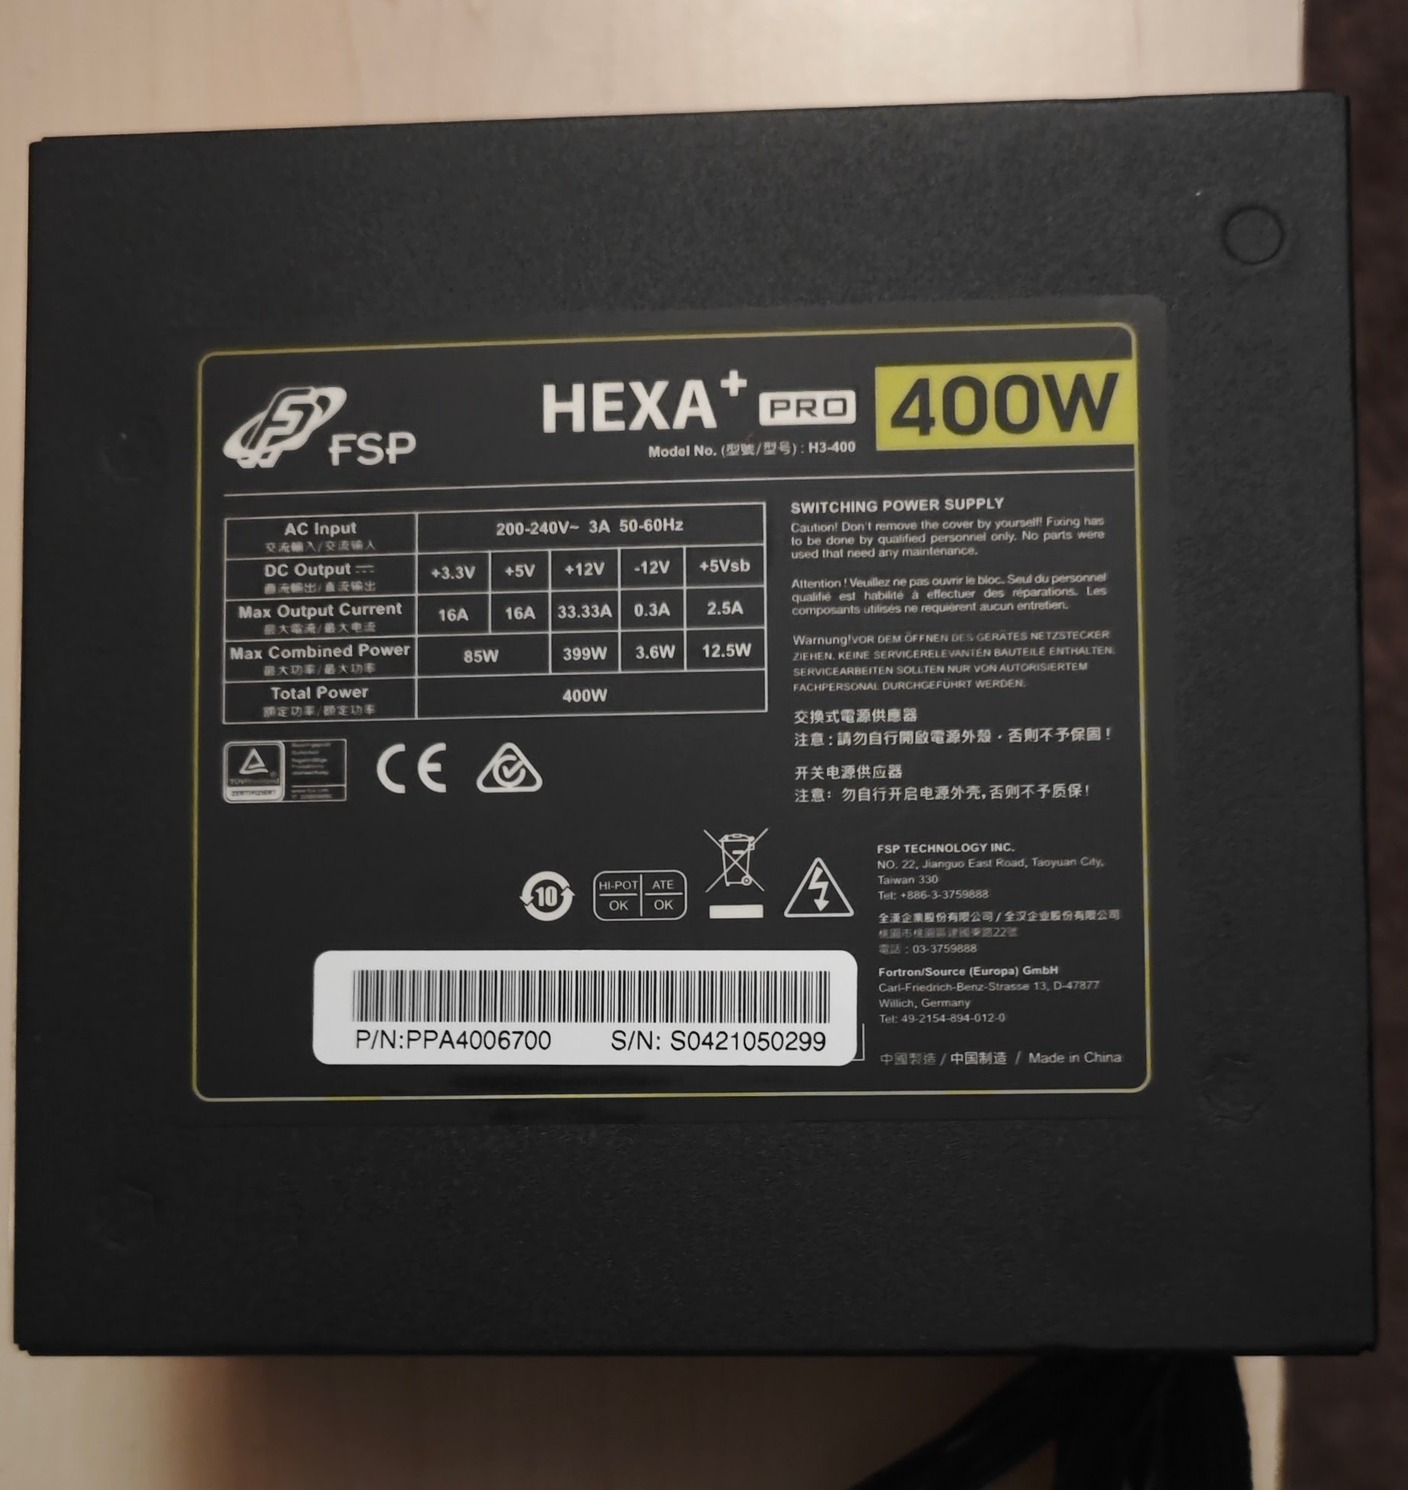 FSP
HEXA+ PRO 400W
Model No. (型號/型号) : H3-400
AC Input 200-240V~ 3A 50-60Hz
交流輸入/交流输入
DC Output +3.3V +5V +12V -12V +5Vsb
直流輸出/直流输出
Max Output Current 16A 16A 33.33A 0.3A 2.5A
最大電流/最大电流
Max Combined Power 85W 399W 3.6W 12.5W
最大功率/最大功率
Total Power 400W
額定功率/额定功率
SWITCHING POWER SUPPLY
Caution! Don't remove the cover by yourself! Fixing has
to be done by qualified personnel only. No parts were
used that need any maintenance.
Attention ! Veuillez ne pas ouvrir le bloc. Seul du personnel
qualifié est habilité à effectuer des réparations. Les
composants utilisés ne requièrent aucun entretien.
Warnung!VOR DEM ÖFFNEN DES GERÄTES NETZSTECKER
ZIEHEN. KEINE SERVICERELEVANTEN BAUTEILE ENTHALTEN.
SERVICEARBEITEN SOLLTEN NUR VON AUTORISIERTEM
FACHPERSONAL DURCHGEFÜHRT WERDEN.
交換式電源供應器
注意：請勿自行開啟電源外殼，否則不予保固！
开关电源供应器
注意：勿自行开启电源外壳,否则不予质保！
CE
10
HI-POT ATE
OK OK
FSP TECHNOLOGY INC.
NO. 22, Jianguo East Road, Taoyuan City,
Taiwan 330
Tel: +886-3-3759888
全漢企業股份有限公司 / 全汉企业股份有限公司
桃園市桃園區建國東路22號
電話：03-3759888
Fortron/Source (Europa) GmbH
Carl-Friedrich-Benz-Strasse 13, D-47877
Willich, Germany
Tel: 49-2154-894-012-0
中國製造 / 中国制造 / Made in China
P/N:PPA4006700 S/N: S0421050299